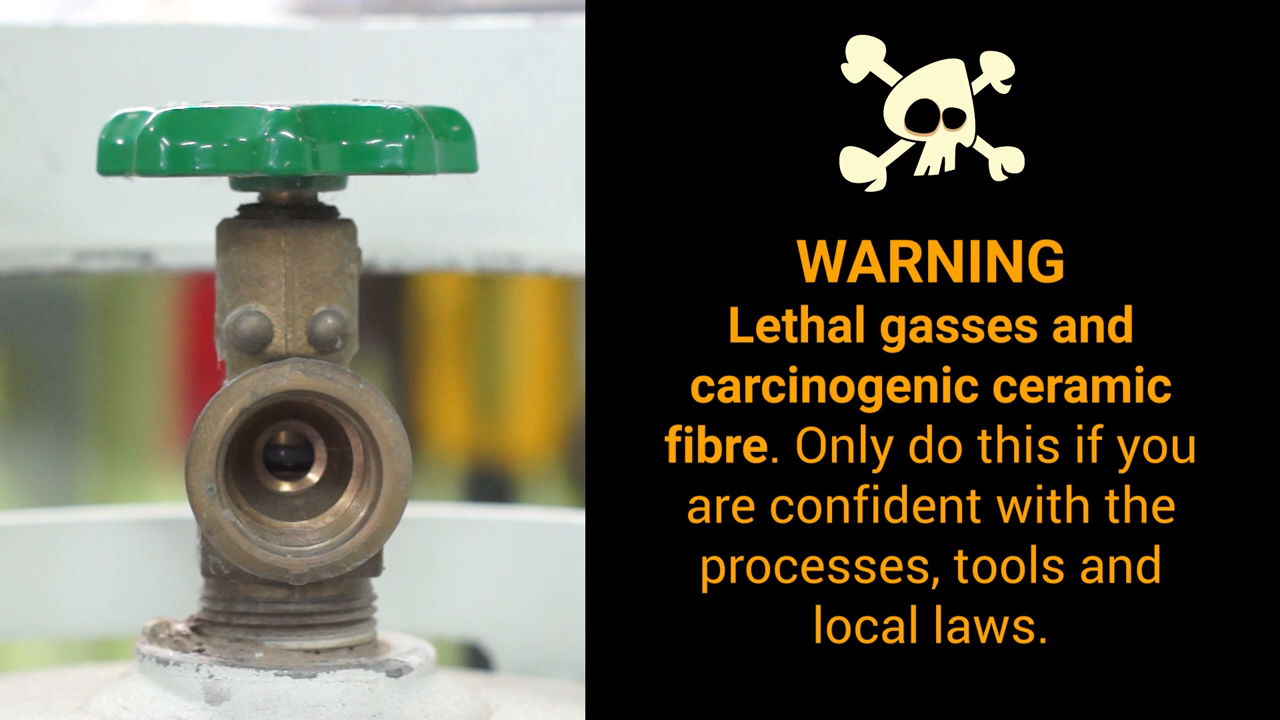 WARNING
Lethal gasses and
carcinogenic ceramic
fibre. Only do this if you
are confident with the
processes, tools and
local laws.